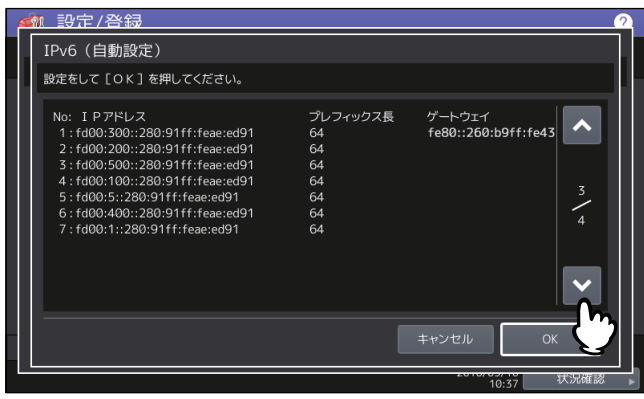 設定/登録
?
IPv6（自動設定）
設定をして［ＯＫ］を押してください。
No: ＩＰアドレス プレフィックス長 ゲートウェイ
1 : fd00:300::280:91ff:feae:ed91 64 fe80::260:b9ff:fe43
2 : fd00:200::280:91ff:feae:ed91 64
3 : fd00:500::280:91ff:feae:ed91 64
4 : fd00:100::280:91ff:feae:ed91 64
5 : fd00:5::280:91ff:feae:ed91 64
6 : fd00:400::280:91ff:feae:ed91 64
7 : fd00:1::280:91ff:feae:ed91 64
3
/
4
キャンセル OK
10:37 状況確認